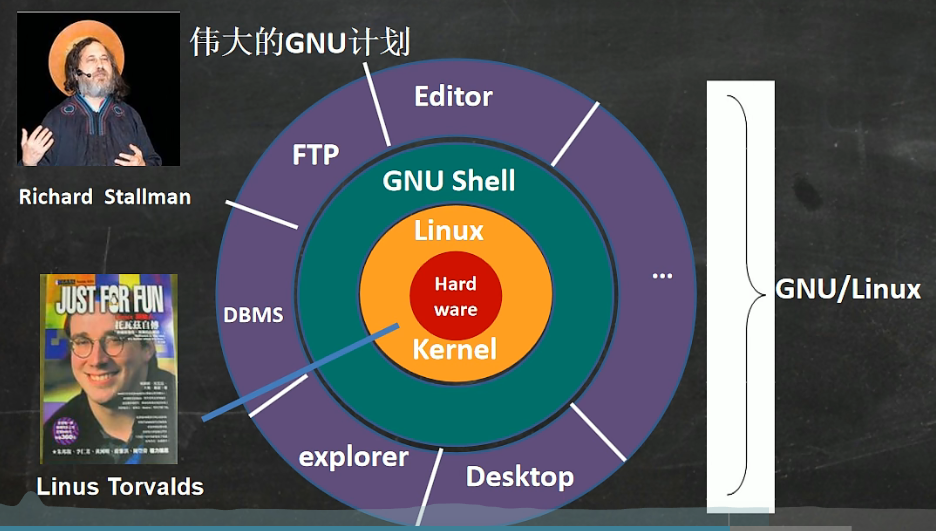 伟大的GNU计划
Editor
FTP
GNU Shell
Richard Stallman
Linux
...
Hard
ware
GNU/Linux
JUST FOR FUN
DBMS
Kernel
explorer
Desktop
Linus Torvalds